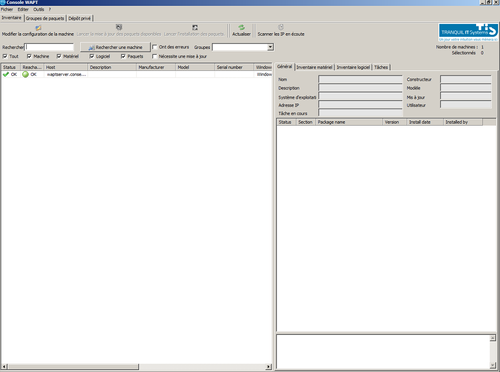 Console WAPT
Fichier Editer Outils ?
Inventaire Groupes de paquets Dépôt privé
Modifier la configuration de la machine Lancer la mise à jour des paquets disponibles Lancer l'installation des paquets Actualiser Scanner les IP en écoute
TRANQUIL IT Systems
Rechercher Rechercher une machine Ont des erreurs Groupes
Nombre de machines : 1
Sélectionnés 0
Tout Machine Matériel Logiciel Paquets Nécessite une mise à jour
Status Reacha... Host Description Manufacturer Model Serial number Window
OK OK waptserver.conse... Window
Général Inventaire matériel Inventaire logiciel Tâches
Nom Constructeur
Description Modèle
Système d'exploitati Mis à jour
Adresse IP Utilisateur
Tâche en cours
Status Section Package name Version Install date Installed by